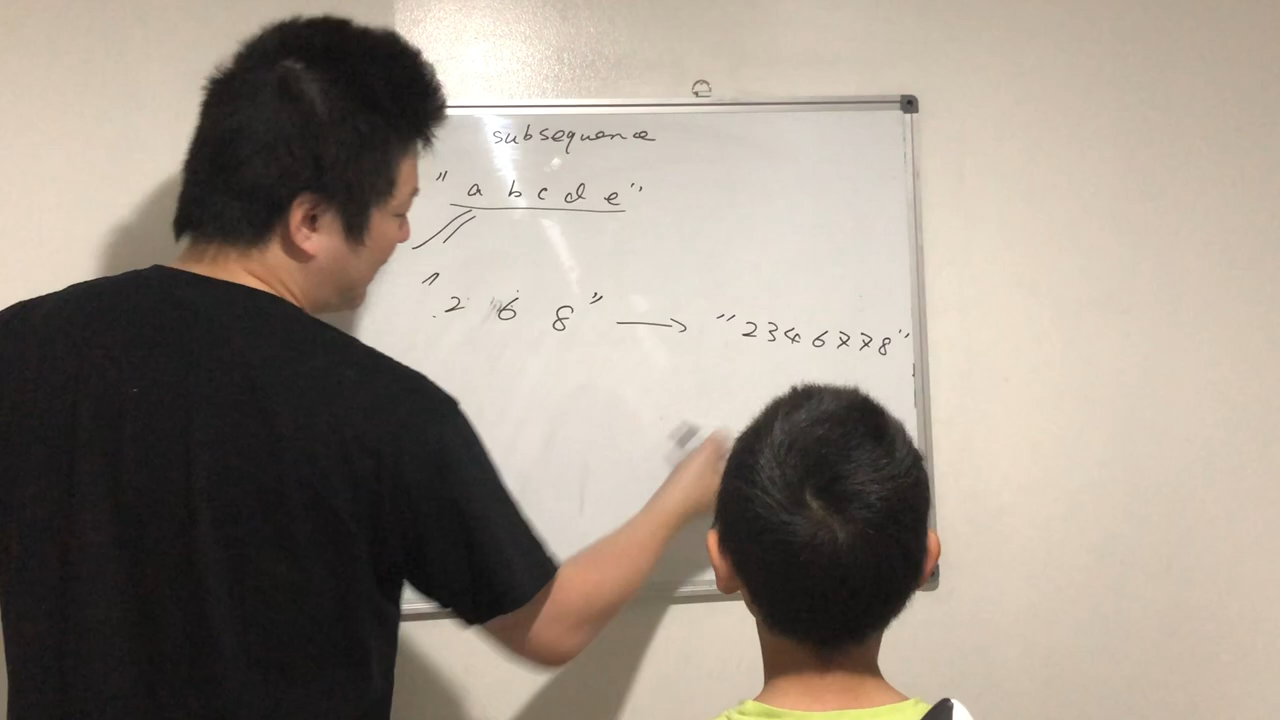 subsequence
"a b c d e"
"2 6 8" → "2346778"